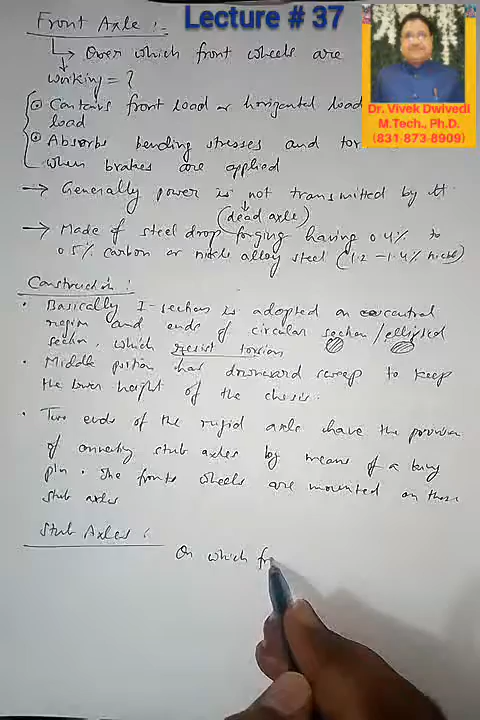 Lecture # 37
Dr. Vivek Dwivedi
M.Tech., Ph.D.
(831-873-8909)
Front Axle :-
Over which front wheels are
working = ?
Contains front load or horizontal load
load
Absorbs bending stresses and tor
when brakes are applied
→ Generally power is not transmitted by it
(dead axle)
→ Made of steel drop forging having 0.4% to
0.5% carbon or nickle alloy steel (1.2 - 1.4% nickel)
Construction :
• Basically I-section is adopted on central
region and ends of circular section/elliptical
section, which resist torsion
• Middle portion has downward sweep to keep
the lower height of the chassis.
• Two ends of the rigid axle have the provision
of connecting stub axles by means of a king
pin. The fronts wheels are mounted on these
stub axles
Stub Axles :
On which fr